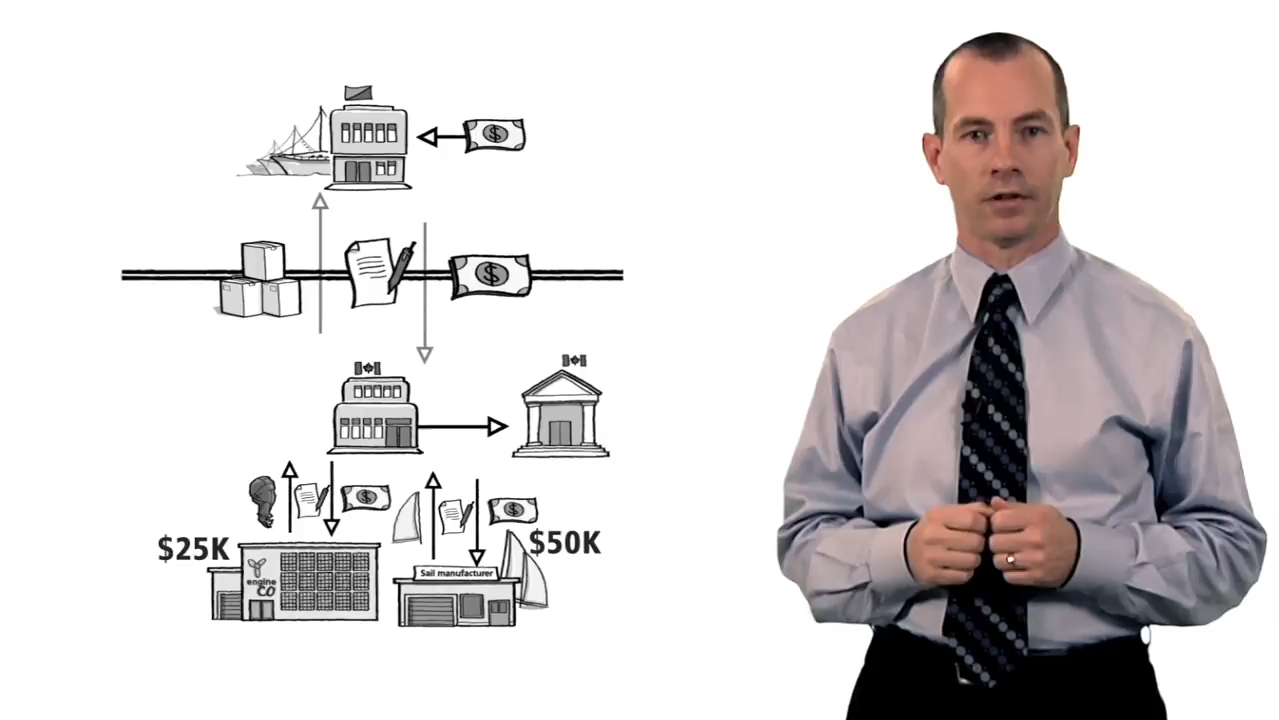 $
$
$
$
$25K
$50K
engine
CO
Sail manufacturer